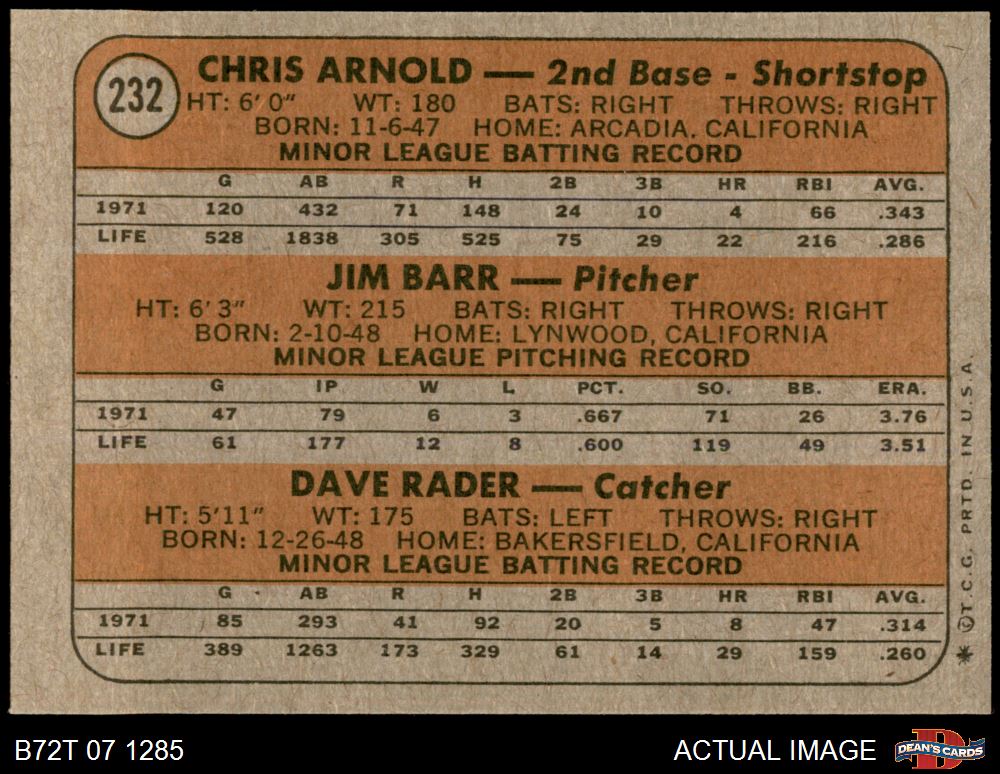 232
CHRIS ARNOLD — 2nd Base - Shortstop
HT: 6' 0" WT: 180 BATS: RIGHT THROWS: RIGHT
BORN: 11-6-47 HOME: ARCADIA, CALIFORNIA
MINOR LEAGUE BATTING RECORD
G AB R H 2B 3B HR RBI AVG.
1971 120 432 71 148 24 10 4 66 .343
LIFE 528 1838 305 525 75 29 22 216 .286
JIM BARR — Pitcher
HT: 6' 3" WT: 215 BATS: RIGHT THROWS: RIGHT
BORN: 2-10-48 HOME: LYNWOOD, CALIFORNIA
MINOR LEAGUE PITCHING RECORD
G IP W L PCT. SO. BB. ERA.
1971 47 79 6 3 .667 71 26 3.76
LIFE 61 177 12 8 .600 119 49 3.51
DAVE RADER — Catcher
HT: 5'11" WT: 175 BATS: LEFT THROWS: RIGHT
BORN: 12-26-48 HOME: BAKERSFIELD, CALIFORNIA
MINOR LEAGUE BATTING RECORD
G AB R H 2B 3B HR RBI AVG.
1971 85 293 41 92 20 5 8 47 .314
LIFE 389 1263 173 329 61 14 29 159 .260
* ©T.C.G. PRTD. IN U.S.A.
B72T 07 1285
ACTUAL IMAGE
D
DEAN'S CARDS